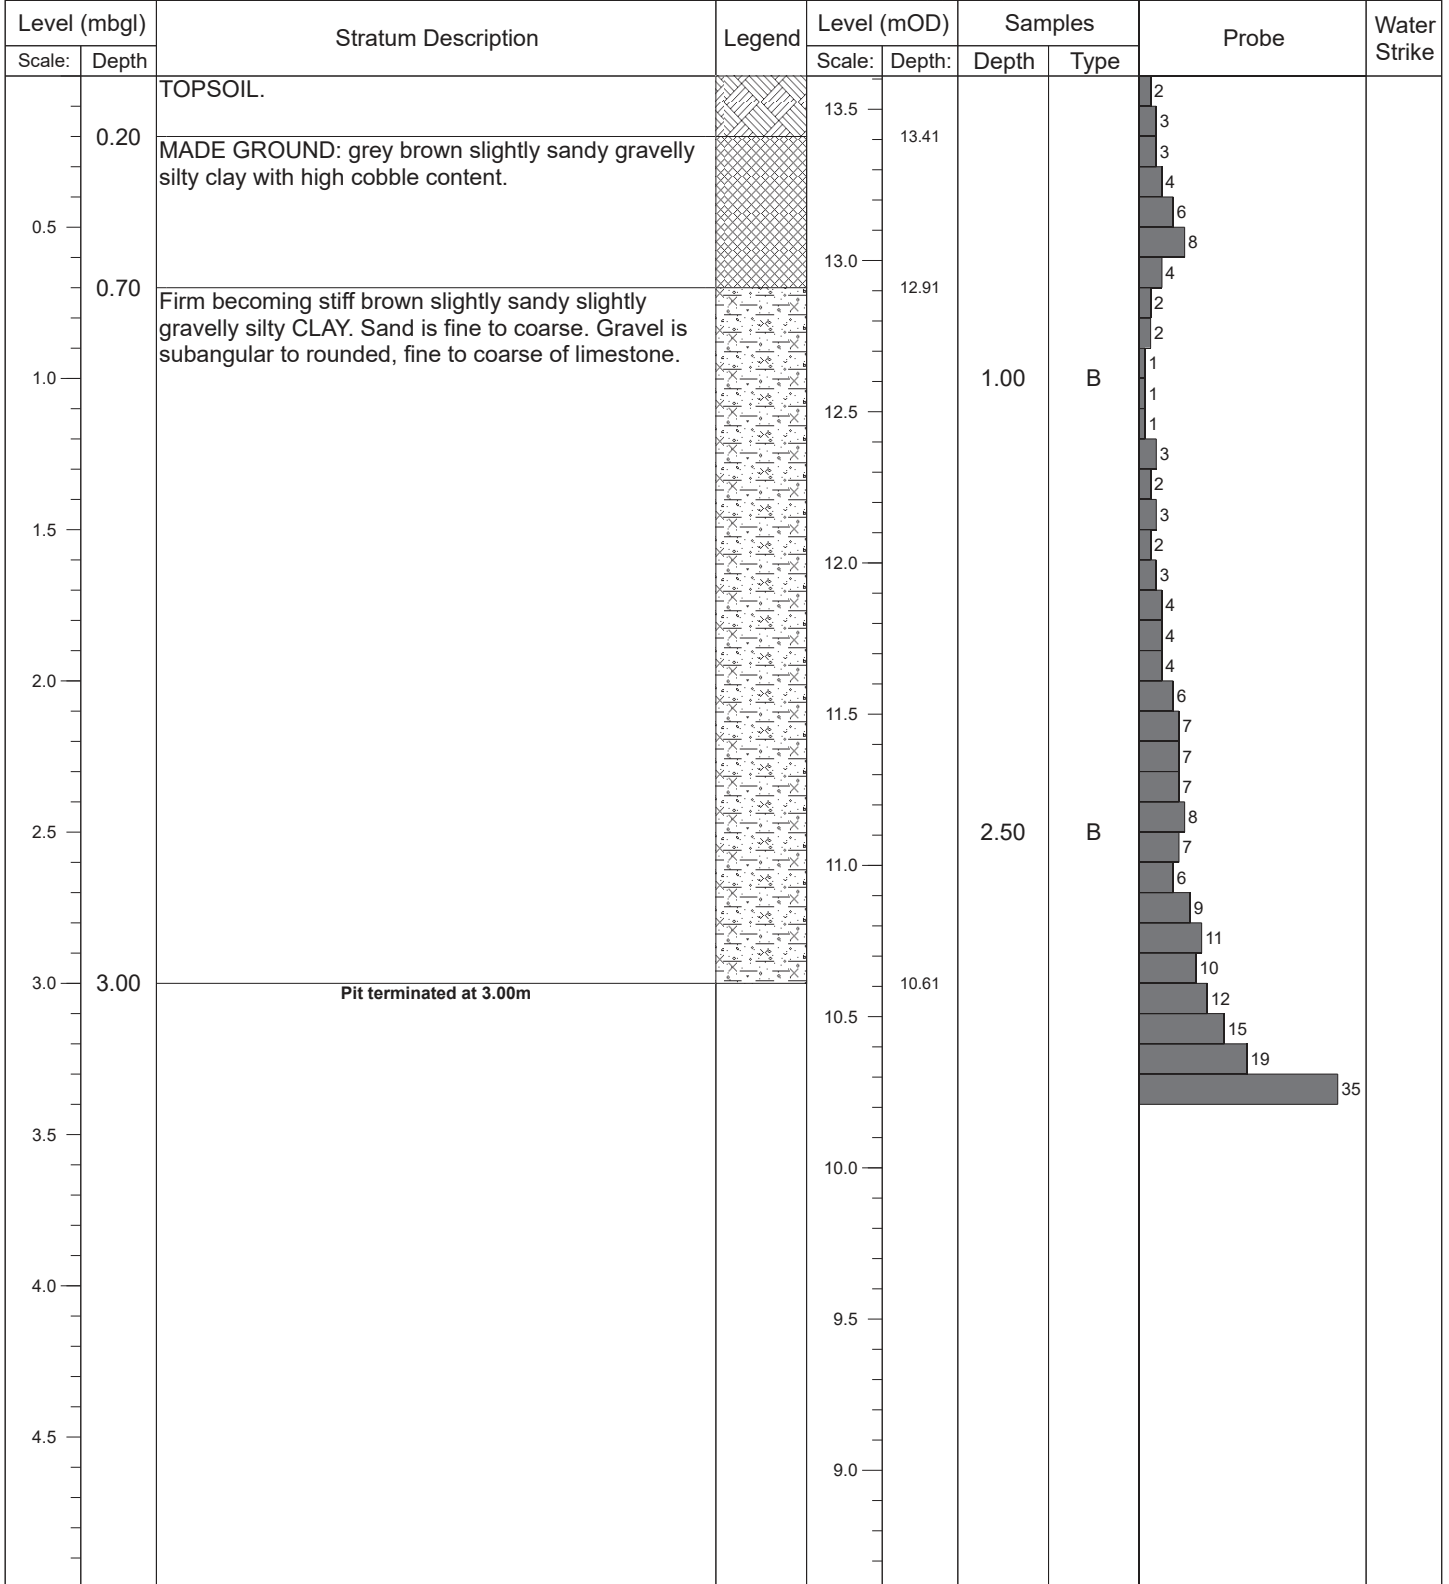 Level (mbgl)
Stratum Description
Legend
Level (mOD)
Samples
Probe
Water
Strike
Scale:
Depth
Scale:
Depth:
Depth
Type
TOPSOIL.
2
13.5
3
0.20
13.41
MADE GROUND: grey brown slightly sandy gravelly
silty clay with high cobble content.
3
4
6
0.5
8
13.0
4
0.70
12.91
Firm becoming stiff brown slightly sandy slightly
gravelly silty CLAY. Sand is fine to coarse. Gravel is
subangular to rounded, fine to coarse of limestone.
2
2
1
1.0
1.00
B
1
12.5
1
3
2
3
1.5
2
12.0
3
4
4
4
2.0
6
11.5
7
7
7
8
2.5
2.50
B
7
11.0
6
9
11
10
3.0
3.00
10.61
Pit terminated at 3.00m
12
10.5
15
19
35
3.5
10.0
4.0
9.5
4.5
9.0